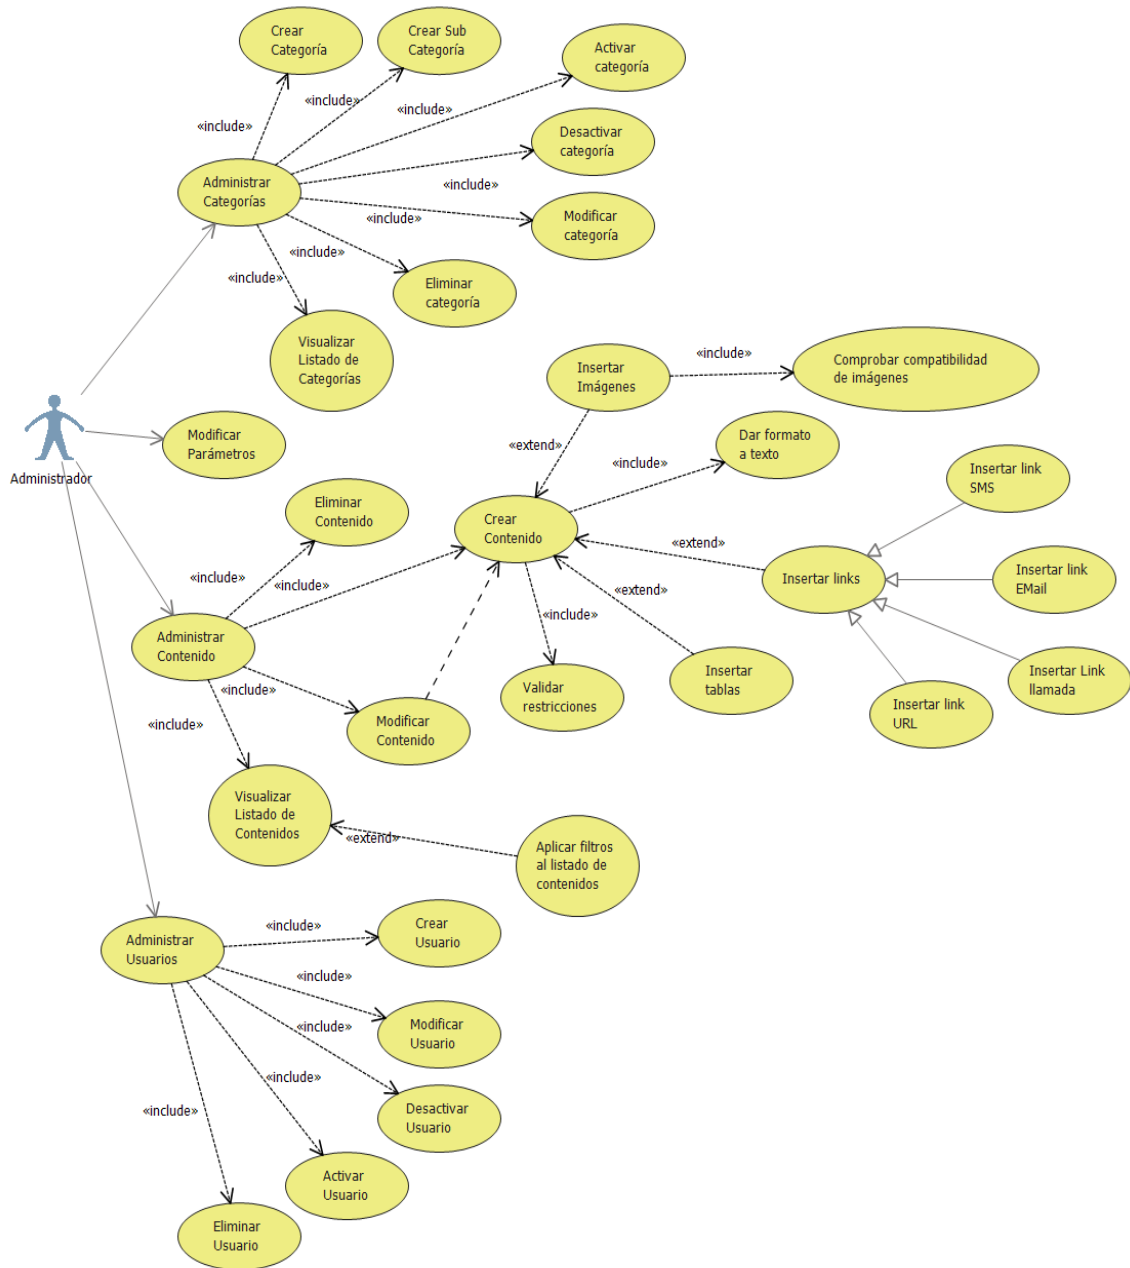 Crear
Categoría
Crear Sub
Categoría
Activar
categoría
«include»
«include»
«include»
Desactivar
categoría
Administrar
Categorías
«include»
Modificar
categoría
«include»
«include»
Eliminar
categoría
Visualizar
Listado de
Categorías
Insertar
Imágenes
«include»
Comprobar compatibilidad
de imágenes
Administrador
Modificar
Parámetros
«extend»
Dar formato
a texto
«include»
Insertar link
SMS
Eliminar
Contenido
Crear
Contenido
«extend»
Insertar links
Insertar link
EMail
«include»
«include»
«extend»
«include»
Administrar
Contenido
Insertar
tablas
Insertar Link
llamada
«include»
Validar
restricciones
Insertar link
URL
«include»
Modificar
Contenido
Visualizar
Listado de
Contenidos
«extend»
Aplicar filtros
al listado de
contenidos
Administrar
Usuarios
«include»
Crear
Usuario
«include»
Modificar
Usuario
«include»
«include»
«include»
Desactivar
Usuario
Activar
Usuario
Eliminar
Usuario